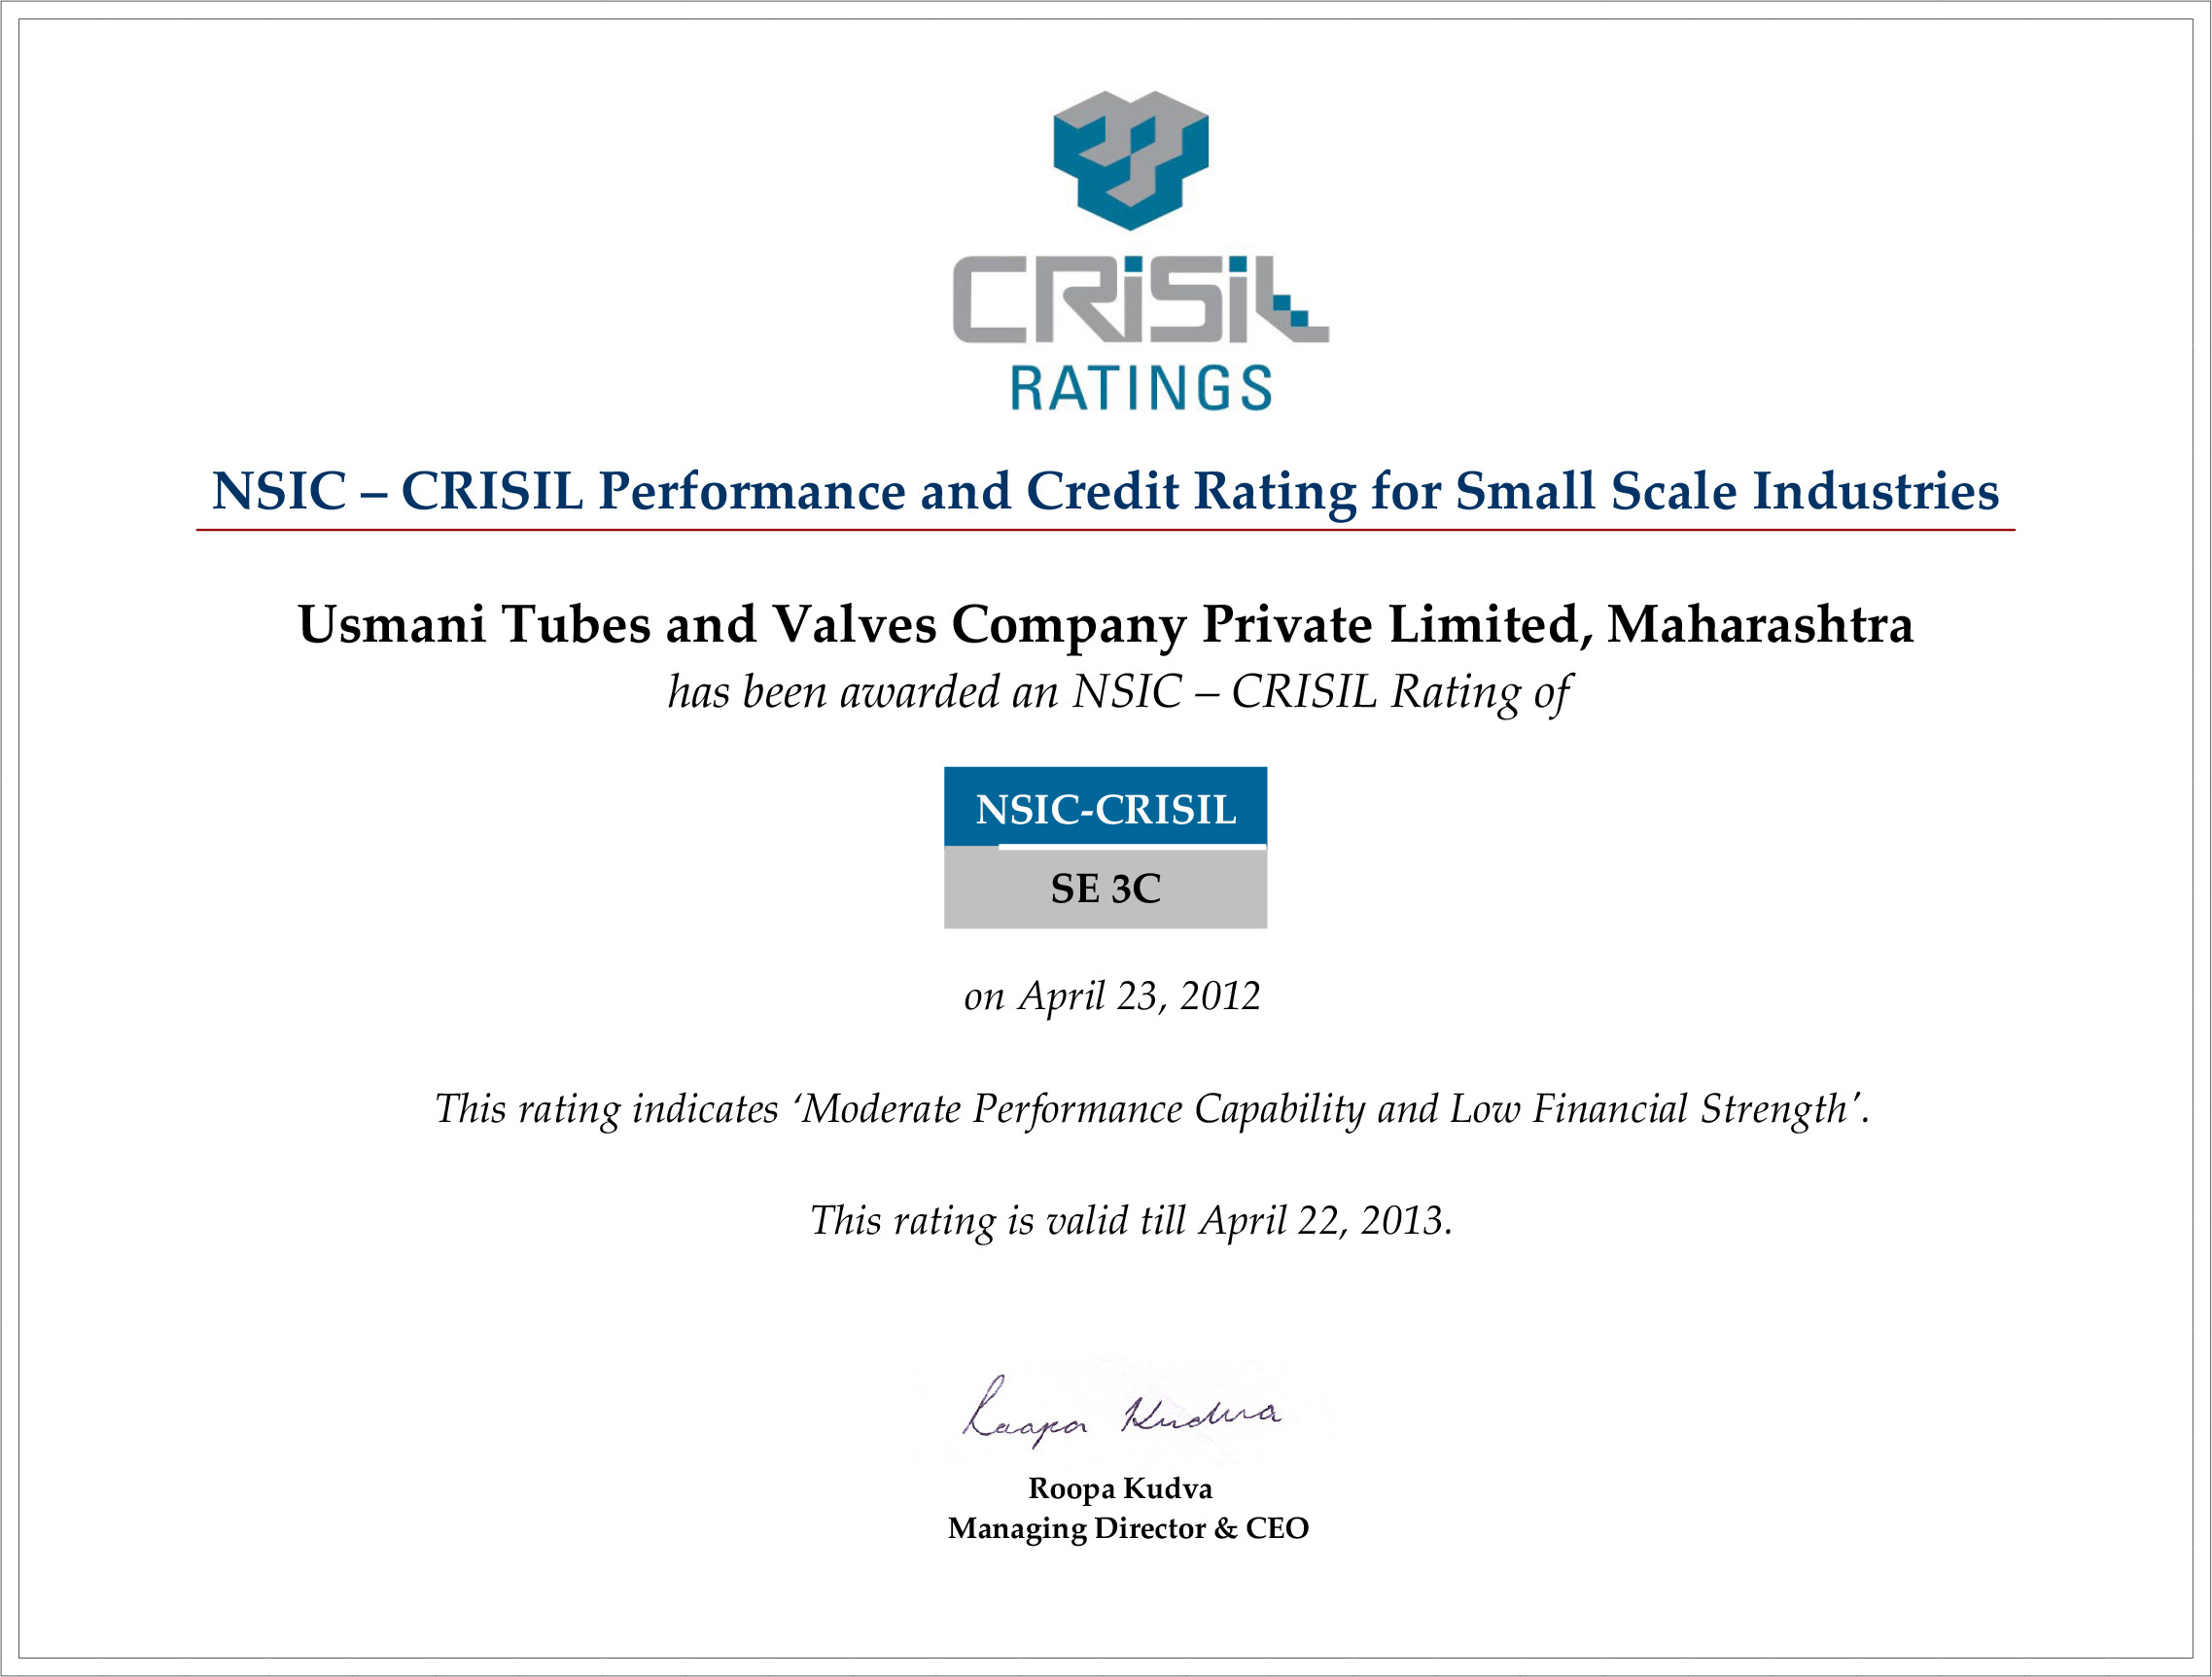 CRISIL
RATINGS
NSIC – CRISIL Performance and Credit Rating for Small Scale Industries
Usmani Tubes and Valves Company Private Limited, Maharashtra
has been awarded an NSIC – CRISIL Rating of
NSIC-CRISIL
SE 3C
on April 23, 2012
This rating indicates ‘Moderate Performance Capability and Low Financial Strength’.
This rating is valid till April 22, 2013.
Roopa Kudva
Roopa Kudva
Managing Director & CEO